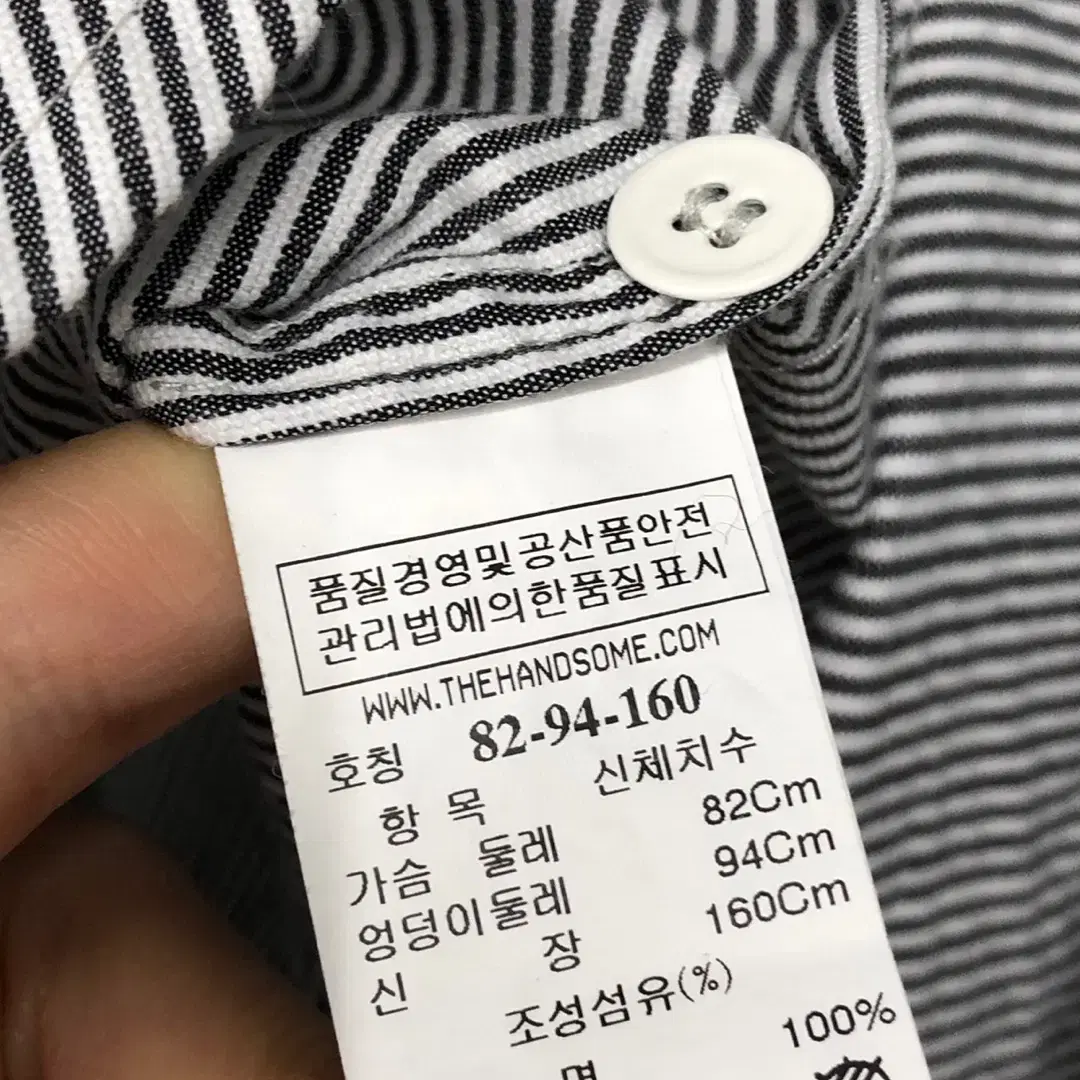 품질경영및공산품안전
관리법에의한품질표시
WWW.THEHANDSOME.COM
호칭 82-94-160
항 목 신체치수
가슴 둘레 82Cm
엉덩이둘레 94Cm
신 장 160Cm
조성섬유(%)
면 100%